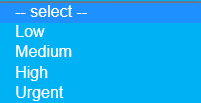 -- select --
Low
Medium
High
Urgent